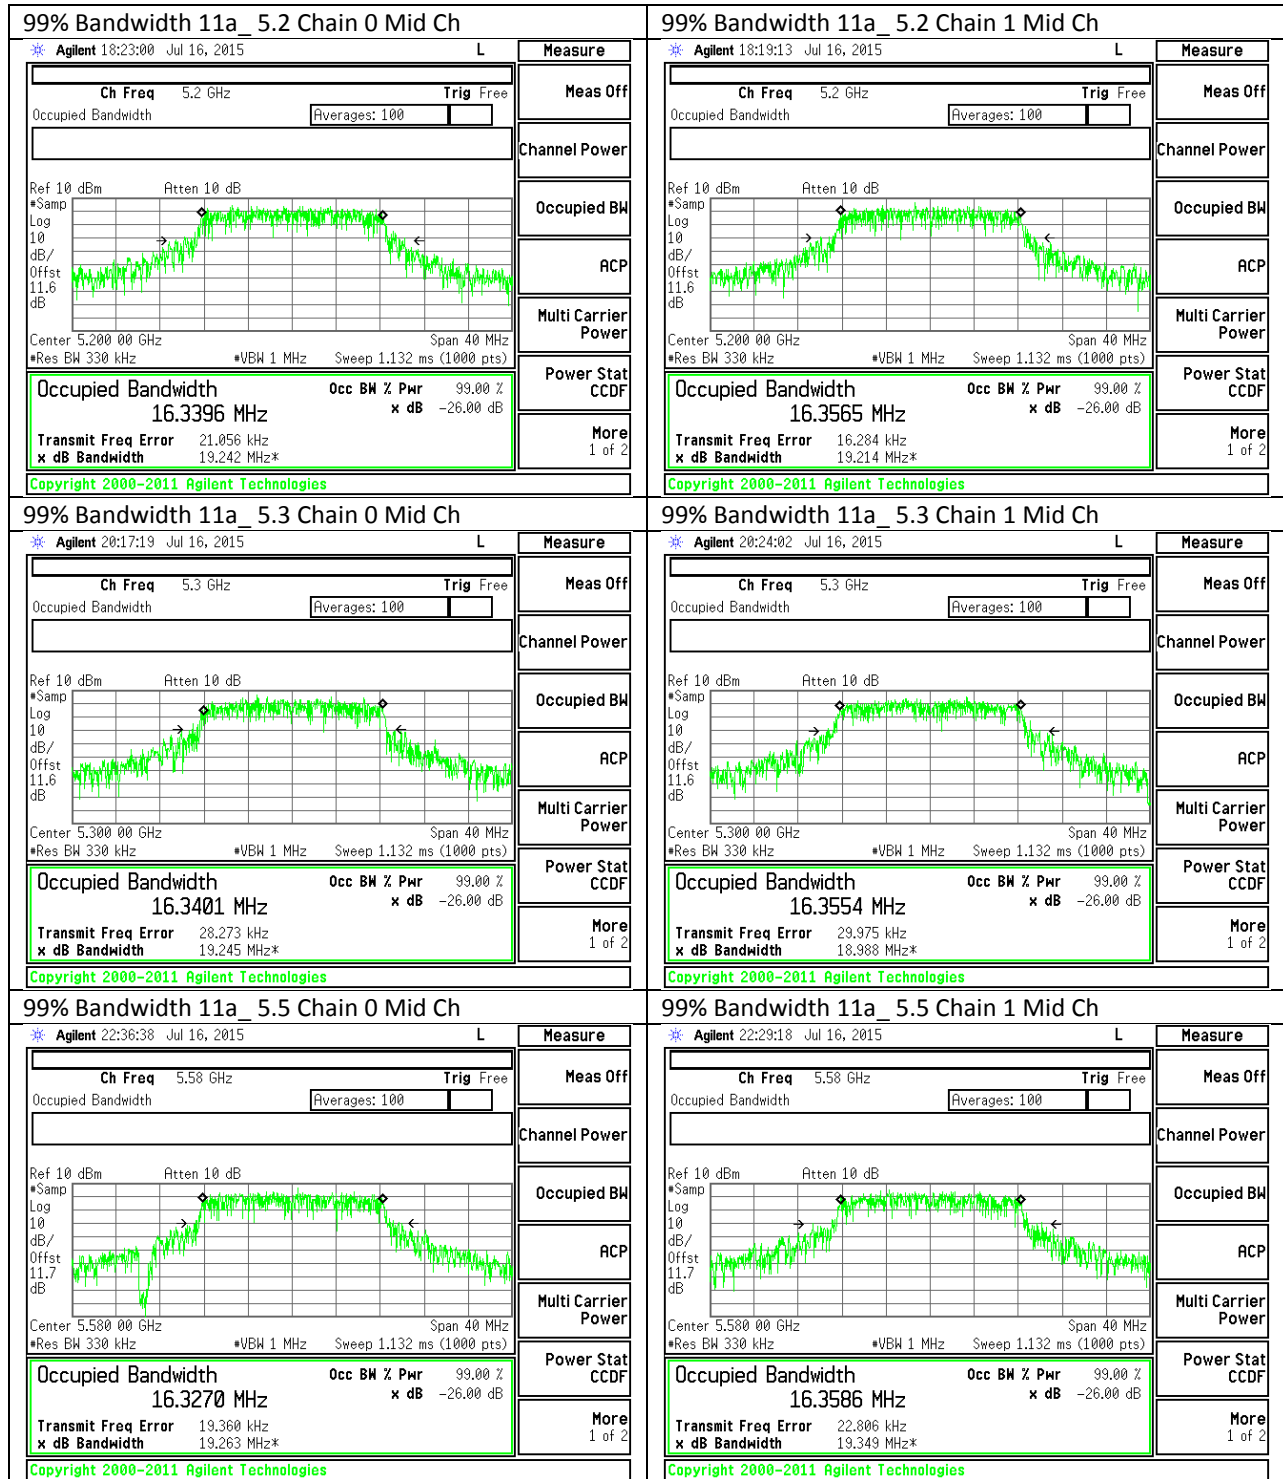 99% Bandwidth 11a_ 5.2 Chain 0 Mid Ch
Agilent 18:23:00 Jul 16, 2015 L
Measure
Ch Freq 5.2 GHz Trig Free
Meas Off
Occupied Bandwidth Averages: 100
Channel Power
Ref 10 dBm Atten 10 dB
#Samp
Log
10
dB/
Offst
11.6
dB
Occupied BW
ACP
Multi Carrier
Power
Center 5.200 00 GHz Span 40 MHz
#Res BW 330 kHz #VBW 1 MHz Sweep 1.132 ms (1000 pts)
Power Stat
CCDF
Occupied Bandwidth Occ BW % Pwr 99.00 %
16.3396 MHz x dB -26.00 dB
More
1 of 2
Transmit Freq Error 21.056 kHz
x dB Bandwidth 19.242 MHz*
Copyright 2000-2011 Agilent Technologies
99% Bandwidth 11a_ 5.2 Chain 1 Mid Ch
Agilent 18:19:13 Jul 16, 2015 L
Measure
Ch Freq 5.2 GHz Trig Free
Meas Off
Occupied Bandwidth Averages: 100
Channel Power
Ref 10 dBm Atten 10 dB
#Samp
Log
10
dB/
Offst
11.6
dB
Occupied BW
ACP
Multi Carrier
Power
Center 5.200 00 GHz Span 40 MHz
#Res BW 330 kHz #VBW 1 MHz Sweep 1.132 ms (1000 pts)
Power Stat
CCDF
Occupied Bandwidth Occ BW % Pwr 99.00 %
16.3565 MHz x dB -26.00 dB
More
1 of 2
Transmit Freq Error 16.284 kHz
x dB Bandwidth 19.214 MHz*
Copyright 2000-2011 Agilent Technologies
99% Bandwidth 11a_ 5.3 Chain 0 Mid Ch
Agilent 20:17:19 Jul 16, 2015 L
Measure
Ch Freq 5.3 GHz Trig Free
Meas Off
Occupied Bandwidth Averages: 100
Channel Power
Ref 10 dBm Atten 10 dB
#Samp
Log
10
dB/
Offst
11.6
dB
Occupied BW
ACP
Multi Carrier
Power
Center 5.300 00 GHz Span 40 MHz
#Res BW 330 kHz #VBW 1 MHz Sweep 1.132 ms (1000 pts)
Power Stat
CCDF
Occupied Bandwidth Occ BW % Pwr 99.00 %
16.3401 MHz x dB -26.00 dB
More
1 of 2
Transmit Freq Error 28.273 kHz
x dB Bandwidth 19.245 MHz*
Copyright 2000-2011 Agilent Technologies
99% Bandwidth 11a_ 5.3 Chain 1 Mid Ch
Agilent 20:24:02 Jul 16, 2015 L
Measure
Ch Freq 5.3 GHz Trig Free
Meas Off
Occupied Bandwidth Averages: 100
Channel Power
Ref 10 dBm Atten 10 dB
#Samp
Log
10
dB/
Offst
11.6
dB
Occupied BW
ACP
Multi Carrier
Power
Center 5.300 00 GHz Span 40 MHz
#Res BW 330 kHz #VBW 1 MHz Sweep 1.132 ms (1000 pts)
Power Stat
CCDF
Occupied Bandwidth Occ BW % Pwr 99.00 %
16.3554 MHz x dB -26.00 dB
More
1 of 2
Transmit Freq Error 29.975 kHz
x dB Bandwidth 18.988 MHz*
Copyright 2000-2011 Agilent Technologies
99% Bandwidth 11a_ 5.5 Chain 0 Mid Ch
Agilent 22:36:38 Jul 16, 2015 L
Measure
Ch Freq 5.58 GHz Trig Free
Meas Off
Occupied Bandwidth Averages: 100
Channel Power
Ref 10 dBm Atten 10 dB
#Samp
Log
10
dB/
Offst
11.7
dB
Occupied BW
ACP
Multi Carrier
Power
Center 5.580 00 GHz Span 40 MHz
#Res BW 330 kHz #VBW 1 MHz Sweep 1.132 ms (1000 pts)
Power Stat
CCDF
Occupied Bandwidth Occ BW % Pwr 99.00 %
16.3270 MHz x dB -26.00 dB
More
1 of 2
Transmit Freq Error 19.360 kHz
x dB Bandwidth 19.263 MHz*
Copyright 2000-2011 Agilent Technologies
99% Bandwidth 11a_ 5.5 Chain 1 Mid Ch
Agilent 22:29:18 Jul 16, 2015 L
Measure
Ch Freq 5.58 GHz Trig Free
Meas Off
Occupied Bandwidth Averages: 100
Channel Power
Ref 10 dBm Atten 10 dB
#Samp
Log
10
dB/
Offst
11.7
dB
Occupied BW
ACP
Multi Carrier
Power
Center 5.580 00 GHz Span 40 MHz
#Res BW 330 kHz #VBW 1 MHz Sweep 1.132 ms (1000 pts)
Power Stat
CCDF
Occupied Bandwidth Occ BW % Pwr 99.00 %
16.3586 MHz x dB -26.00 dB
More
1 of 2
Transmit Freq Error 22.806 kHz
x dB Bandwidth 19.349 MHz*
Copyright 2000-2011 Agilent Technologies